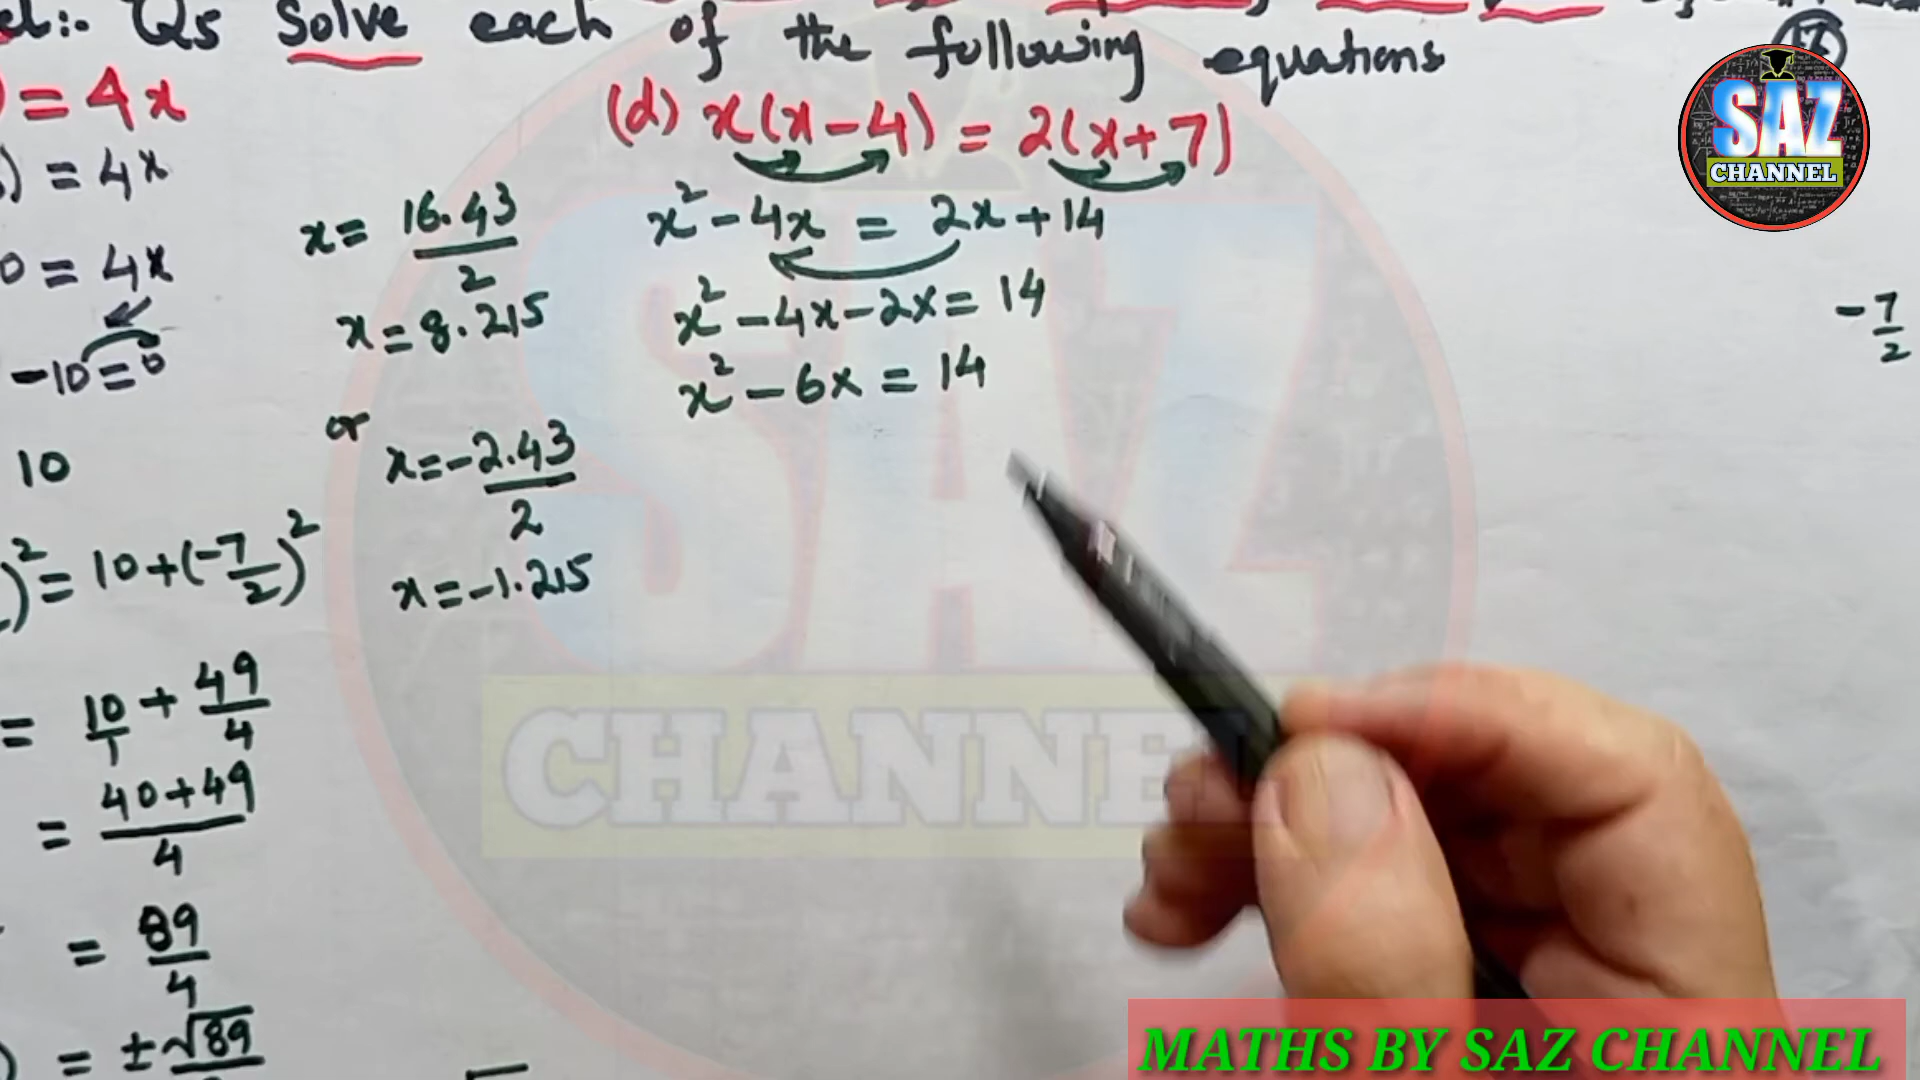 Q5 Solve each of the following equations
) = 4x
) = 4x
0 = 4x
-10 = 0
10
)² = 10 + (-7/2)²
= 10/1 + 49/4
= (40+49)/4
= 89/4
) = ±√89
x = 16.43/2
x = 8.215
or
x = -2.43/2
x = -1.215
(d) x(x-4) = 2(x+7)
x² - 4x = 2x + 14
x² - 4x - 2x = 14
x² - 6x = 14
-7/2
SAZ
CHANNEL
SAZ
CHANNEL
MATHS BY SAZ CHANNEL